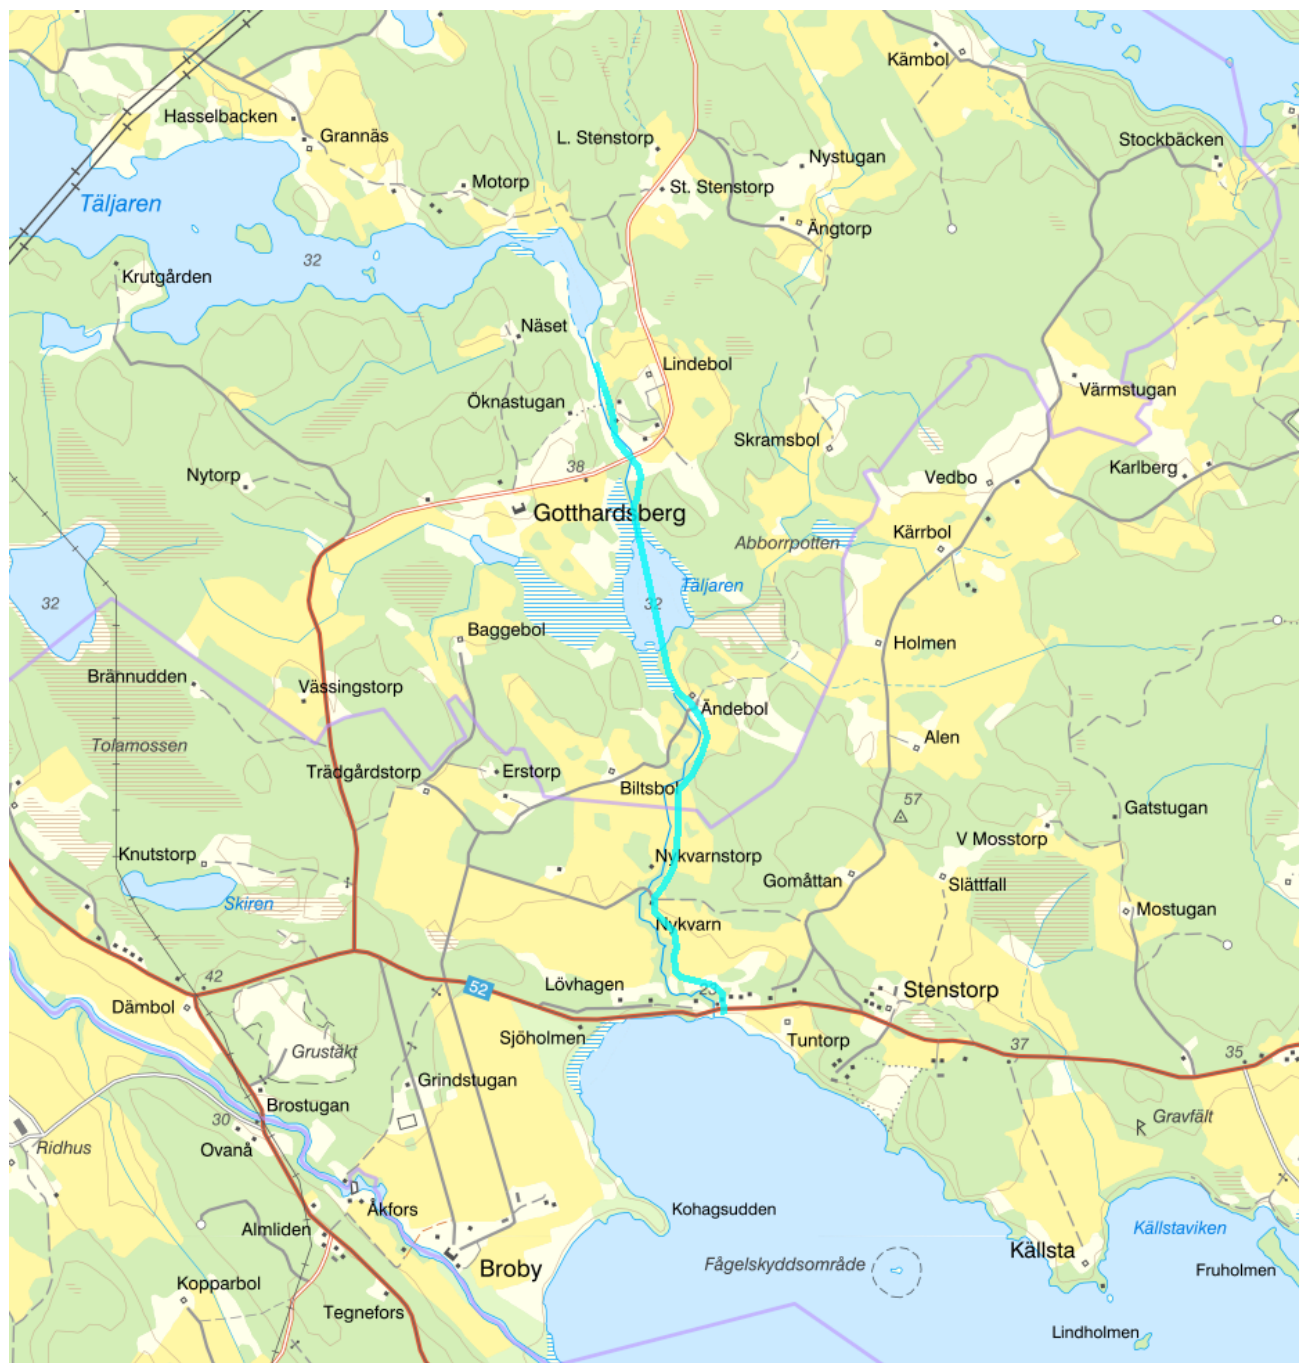 Kämbol
Hasselbacken
Grannäs
L. Stenstorp
Nystugan
Stockbäcken
Motorp
St. Stenstorp
Täljaren
Ängtorp
32
Krutgården
Näset
Lindebol
Värmstugan
Öknastugan
Skramsbol
38
Nytorp
Vedbo
Karlberg
Gotthardsberg
Abborrpotten
Kärrbol
Täljaren
32
32
Baggebol
Holmen
Brännudden
Vässingstorp
Ändebol
Tolamossen
Alen
Trädgårdstorp
Erstorp
Biltsbol
57
Gatstugan
V Mosstorp
Knutstorp
Nykvarnstorp
Gomåttan
Slättfall
Skiren
Mostugan
Nykvarn
42
52
Lövhagen
23
Stenstorp
Dämbol
Sjöholmen
Tuntorp
37
35
Grustäkt
Grindstugan
Brostugan
30
Gravfält
Ridhus
Ovanå
Åkfors
Kohagsudden
Almliden
Källstaviken
Källsta
Fågelskyddsområde
Broby
Fruholmen
Kopparbol
Tegnefors
Lindholmen